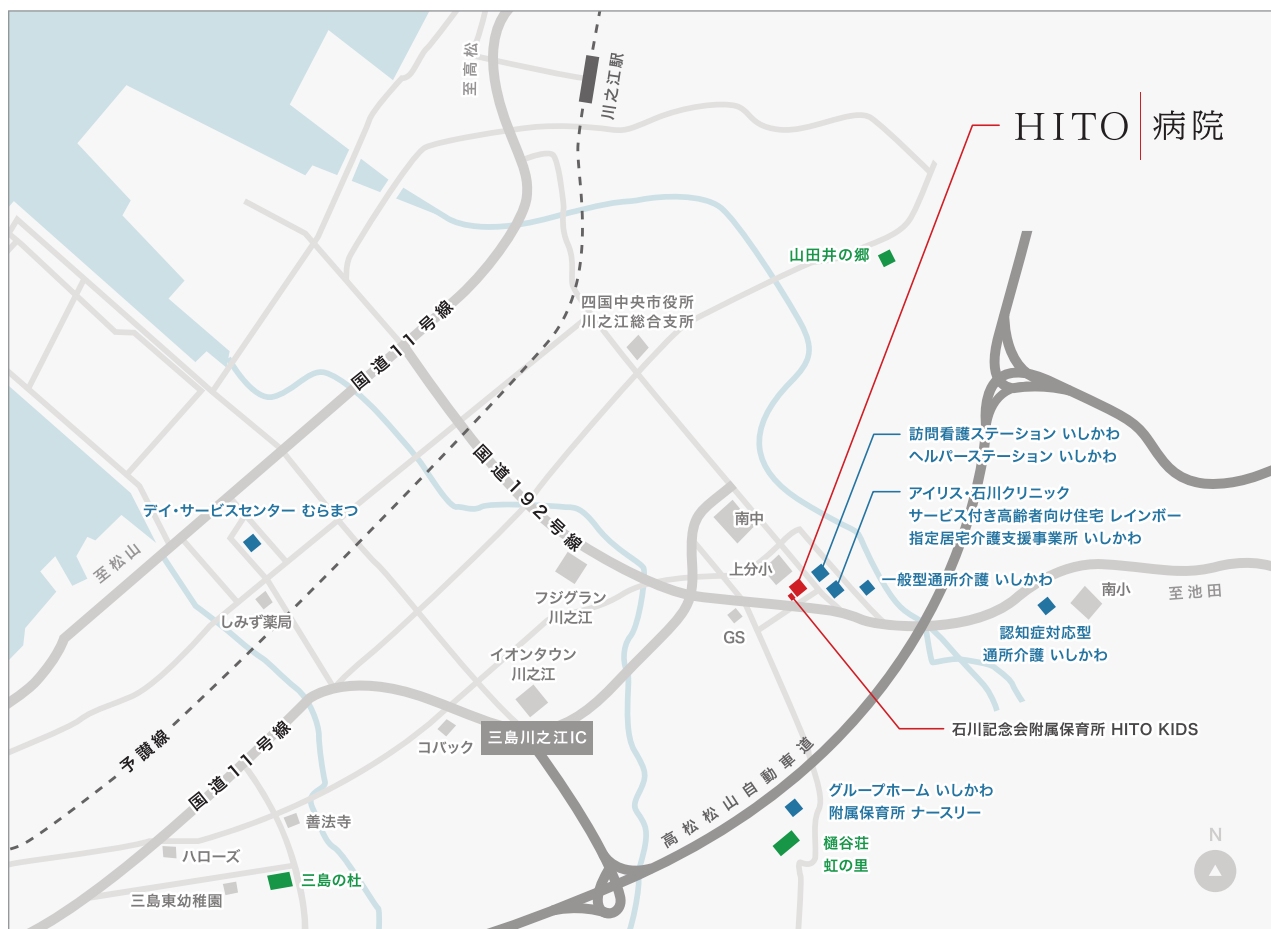 至高松
川之江駅
HITO 病院
山田井の郷
四国中央市役所
川之江総合支所
国道11号線
訪問看護ステーション いしかわ
ヘルパーステーション いしかわ
国道192号線
アイリス・石川クリニック
サービス付き高齢者向け住宅 レインボー
指定居宅介護支援事業所 いしかわ
デイ・サービスセンター むらまつ
南中
至松山
上分小
一般型通所介護 いしかわ
南小
至池田
フジグラン
川之江
しみず薬局
GS
認知症対応型
通所介護 いしかわ
イオンタウン
川之江
石川記念会附属保育所 HITO KIDS
三島川之江IC
コバック
予讃線
国道11号線
高松松山自動車道
グループホーム いしかわ
附属保育所 ナースリー
善法寺
樋谷荘
虹の里
N
ハローズ
三島の杜
三島東幼稚園